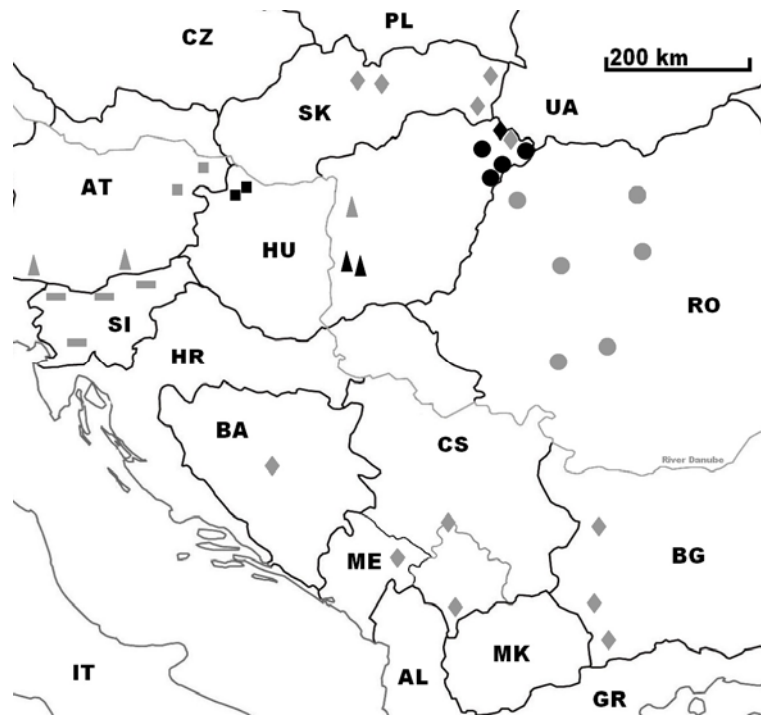 PL
CZ
200 km
SK
UA
AT
HU
RO
SI
HR
BA
CS
River Danube
ME
BG
IT
AL
MK
GR